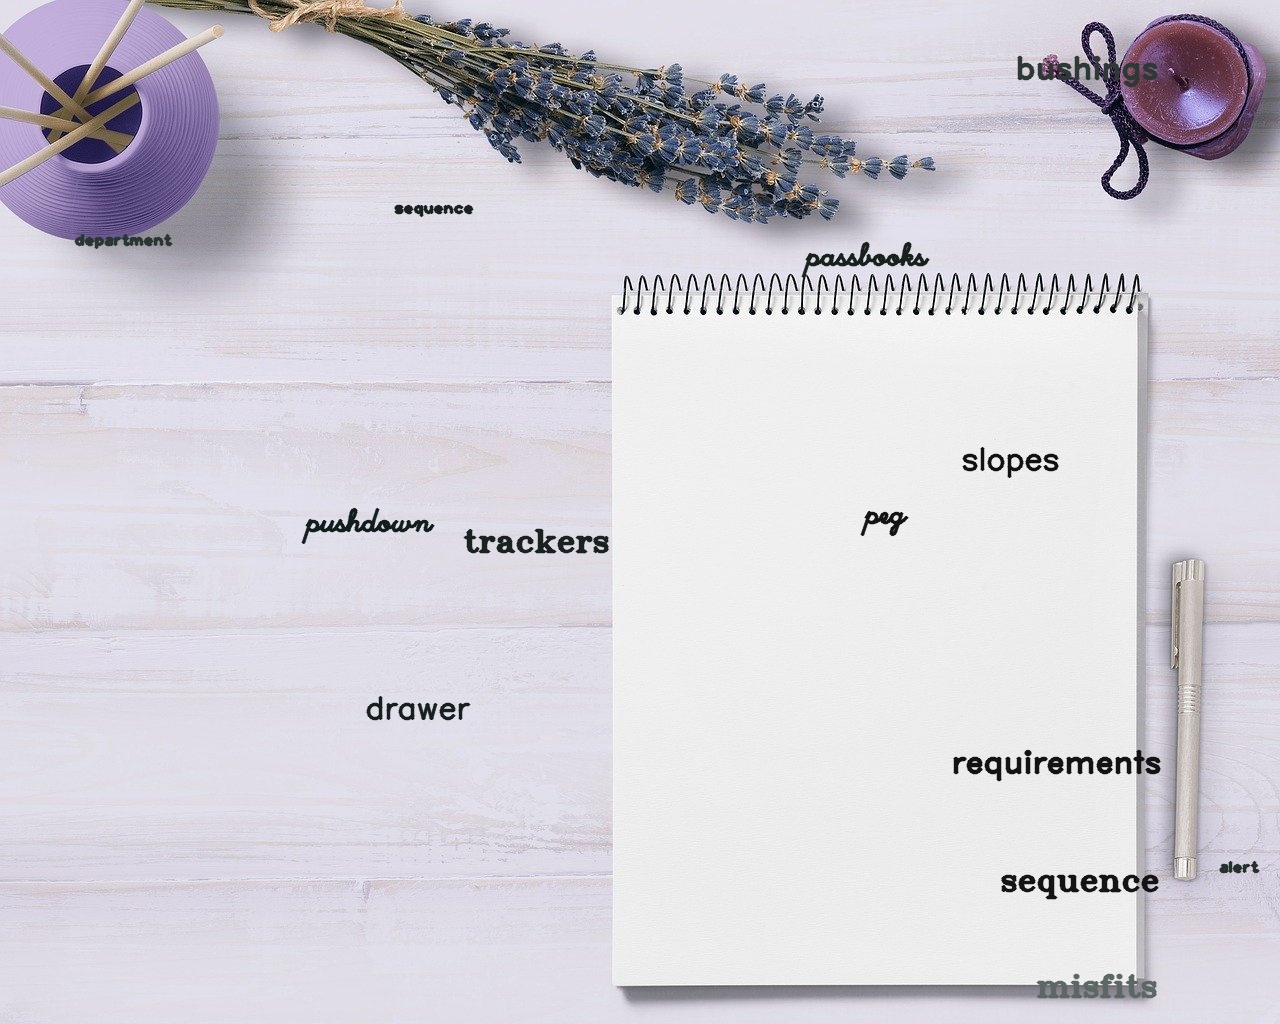 bushings
sequence
department
passbooks
slopes
peg
pushdown
trackers
drawer
requirements
alert
sequence
misfits